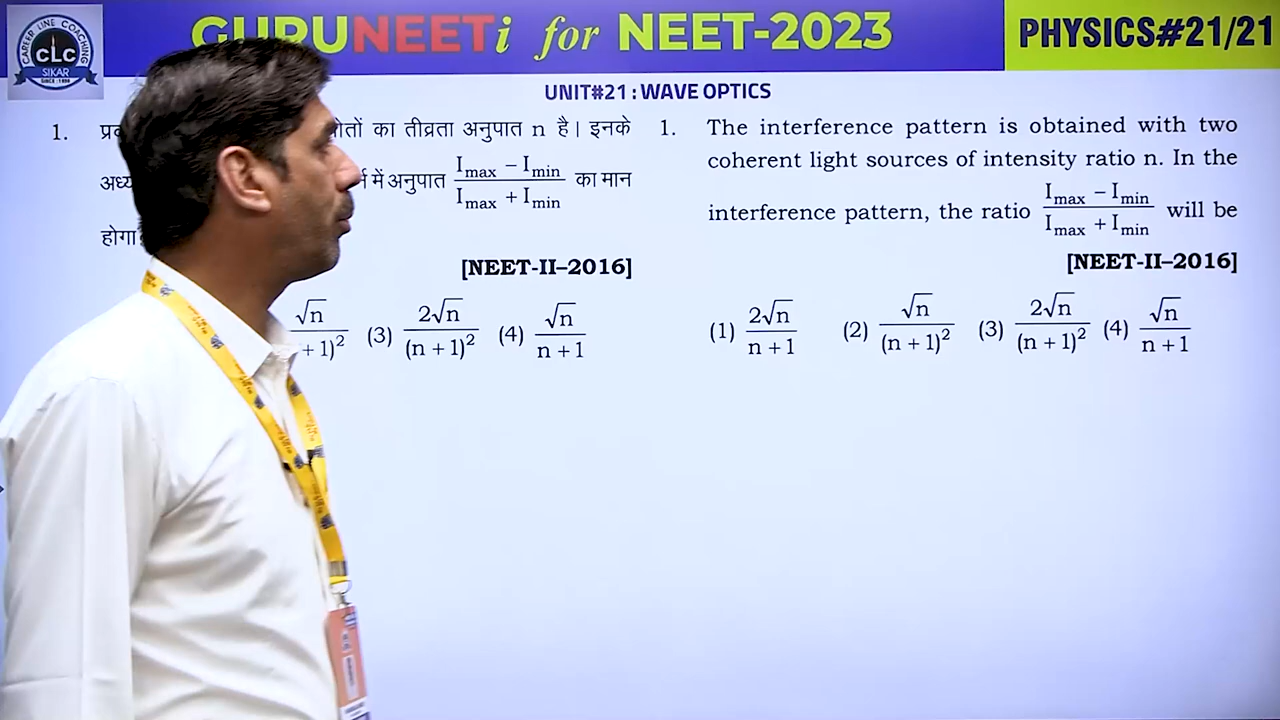 GURUNEETi for NEET-2023
PHYSICS#21/21
CAREER LINE COACHING
CLC
SIKAR
SINCE : 1996
UNIT#21 : WAVE OPTICS
1. का तीव्रता अनुपात n है। इनके
में अनुपात (I_max − I_min)/(I_max + I_min) का मान
होगा
[NEET-II–2016]
(3) 2√n/(n + 1)² (4) √n/(n + 1)
1. The interference pattern is obtained with two
coherent light sources of intensity ratio n. In the
interference pattern, the ratio (I_max − I_min)/(I_max + I_min) will be
[NEET-II–2016]
(1) 2√n/(n + 1) (2) √n/(n + 1)² (3) 2√n/(n + 1)² (4) √n/(n + 1)